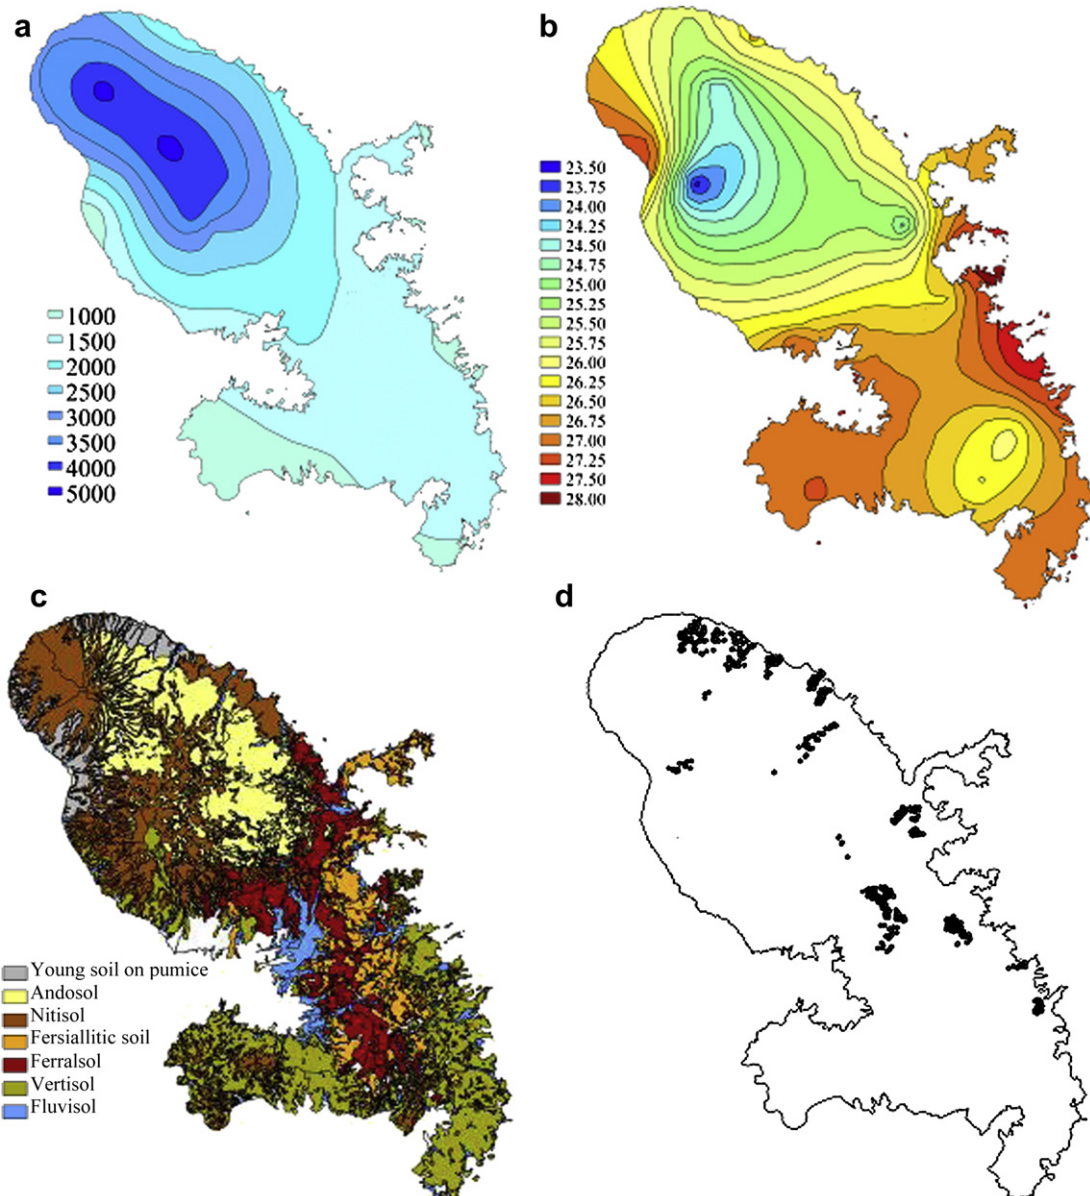 a
1000
1500
2000
2500
3000
3500
4000
5000
b
23.50
23.75
24.00
24.25
24.50
24.75
25.00
25.25
25.50
25.75
26.00
26.25
26.50
26.75
27.00
27.25
27.50
28.00
c
Young soil on pumice
Andosol
Nitisol
Fersiallitic soil
Ferralsol
Vertisol
Fluvisol
d